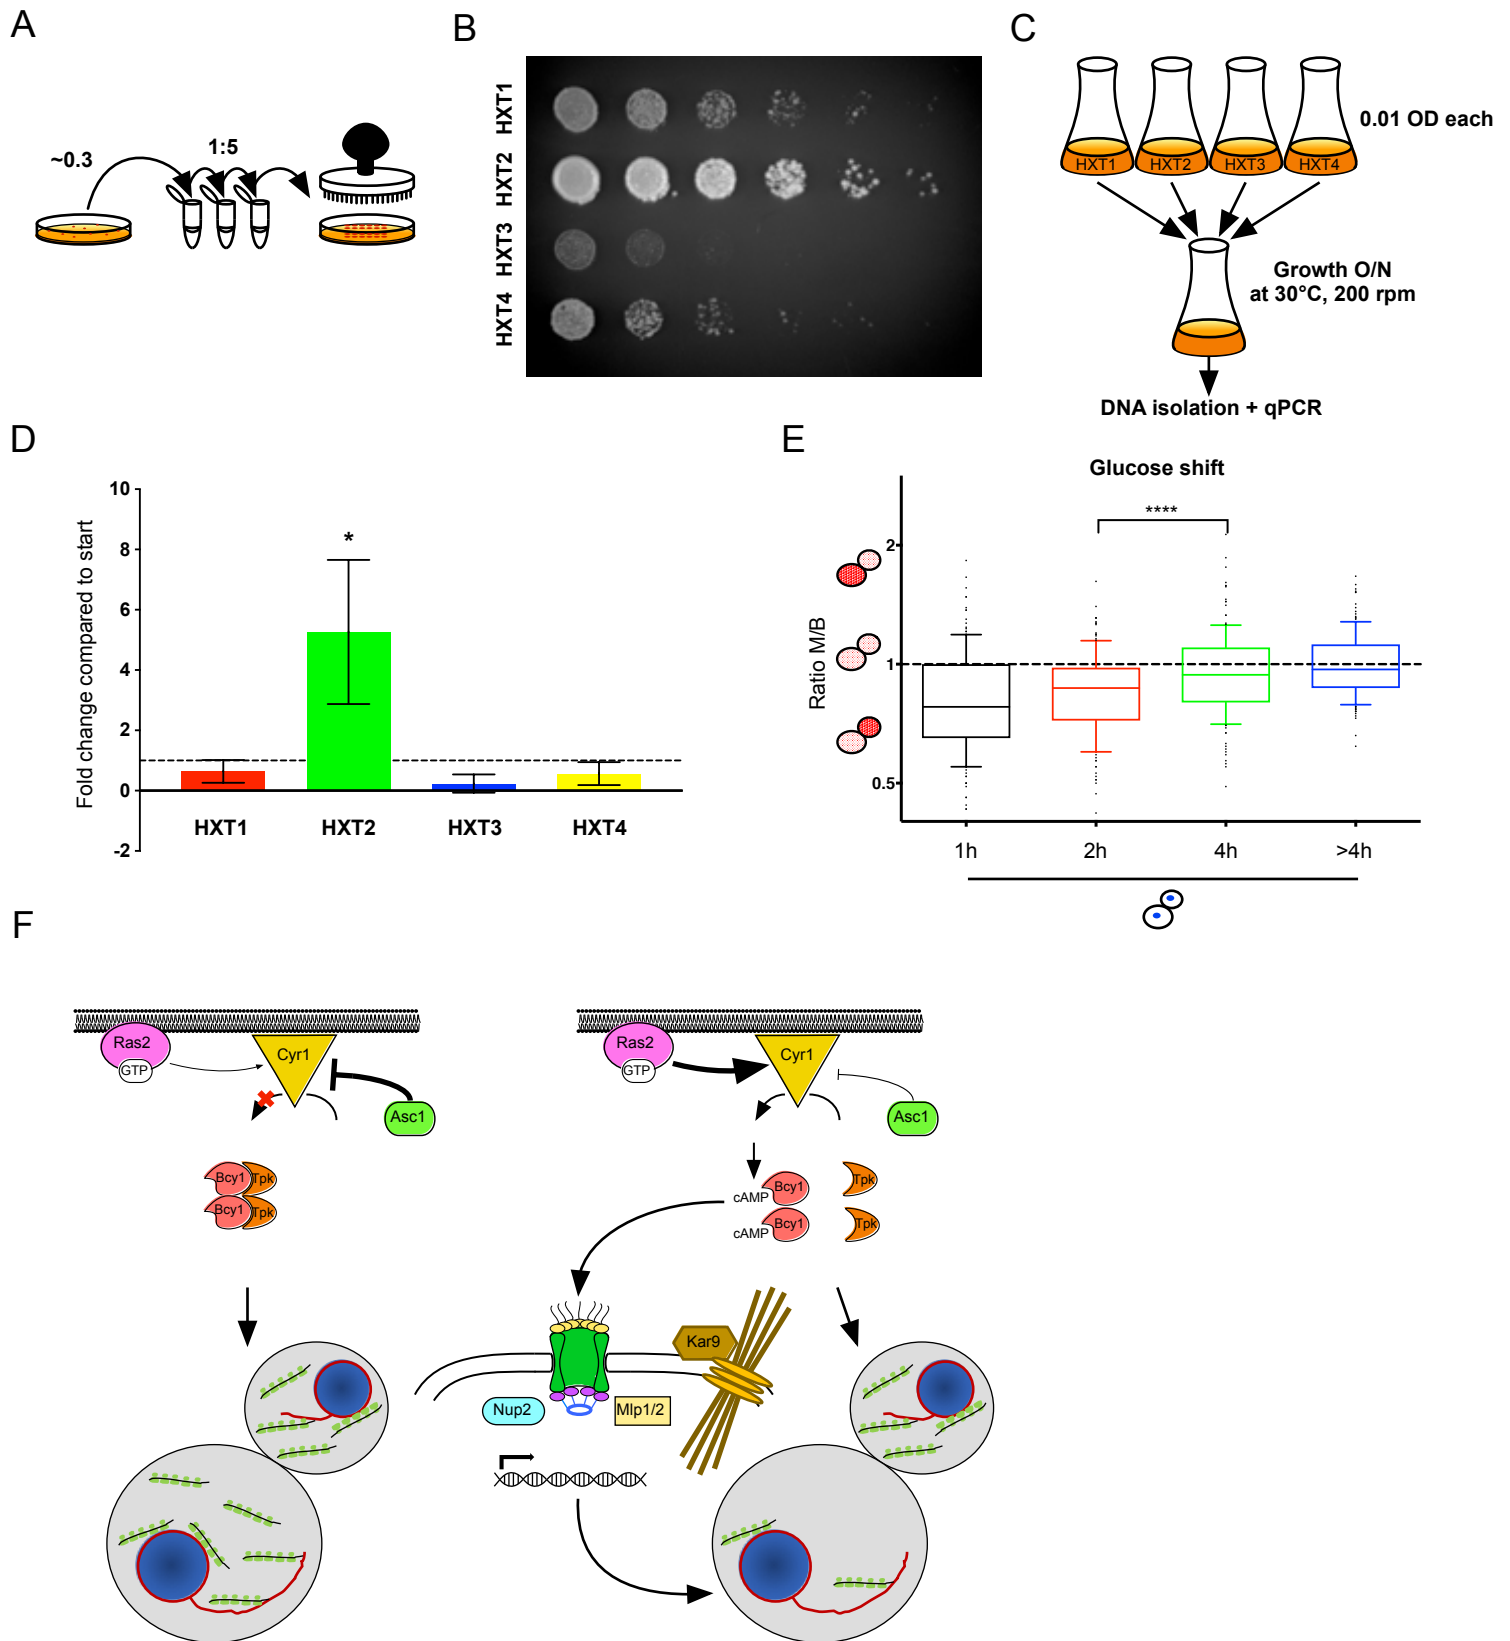 A
~0.3
1:5
B
HXT1
HXT2
HXT3
HXT4
C
HXT1 HXT2 HXT3 HXT4
0.01 OD each
Growth O/N
at 30°C, 200 rpm
DNA isolation + qPCR
D
Fold change compared to start
10
8
6
4
2
0
-2
*
HXT1 HXT2 HXT3 HXT4
E
Glucose shift
****
Ratio M/B
2
1
0.5
1h 2h 4h >4h
F
Ras2
GTP
Cyr1
Asc1
Bcy1 Tpk
Bcy1 Tpk
Ras2
GTP
Cyr1
Asc1
cAMP Bcy1 Tpk
cAMP Bcy1 Tpk
Kar9
Nup2
Mlp1/2